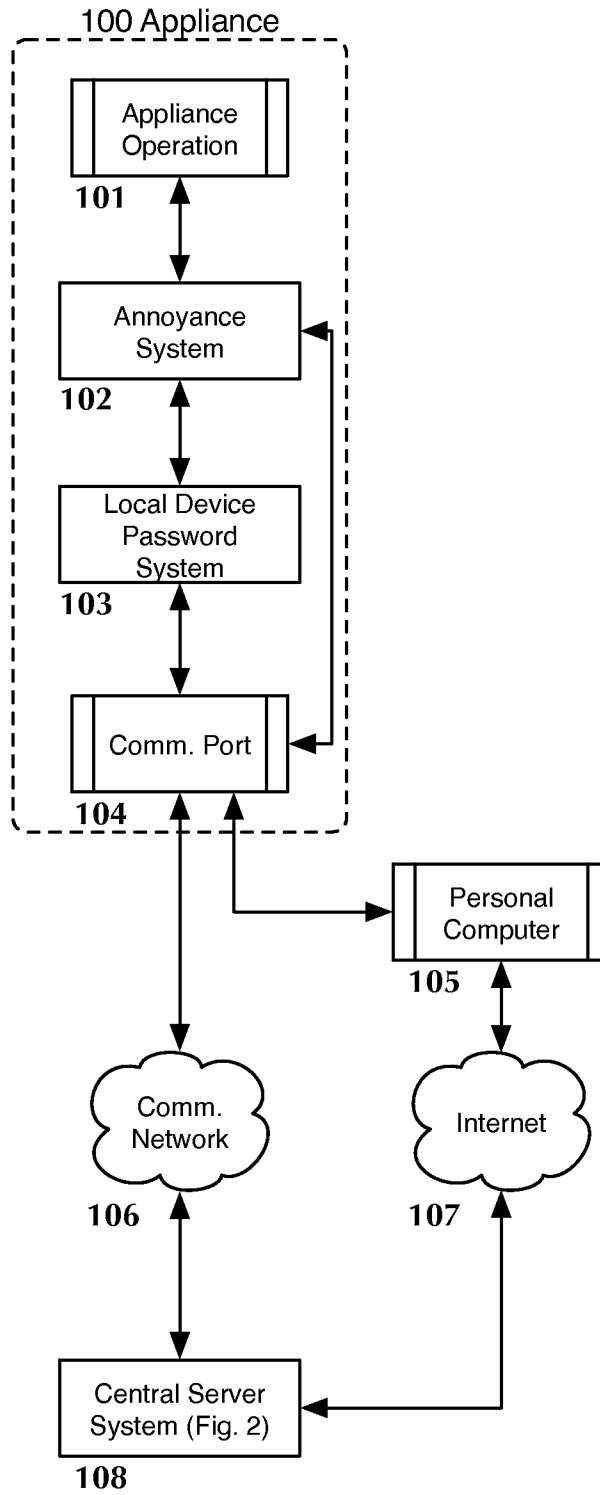 100 Appliance
Appliance
Operation
101
Annoyance
System
102
Local Device
Password
System
103
Comm. Port
104
Personal
Computer
105
Comm.
Network
106
Internet
107
Central Server
System (Fig. 2)
108